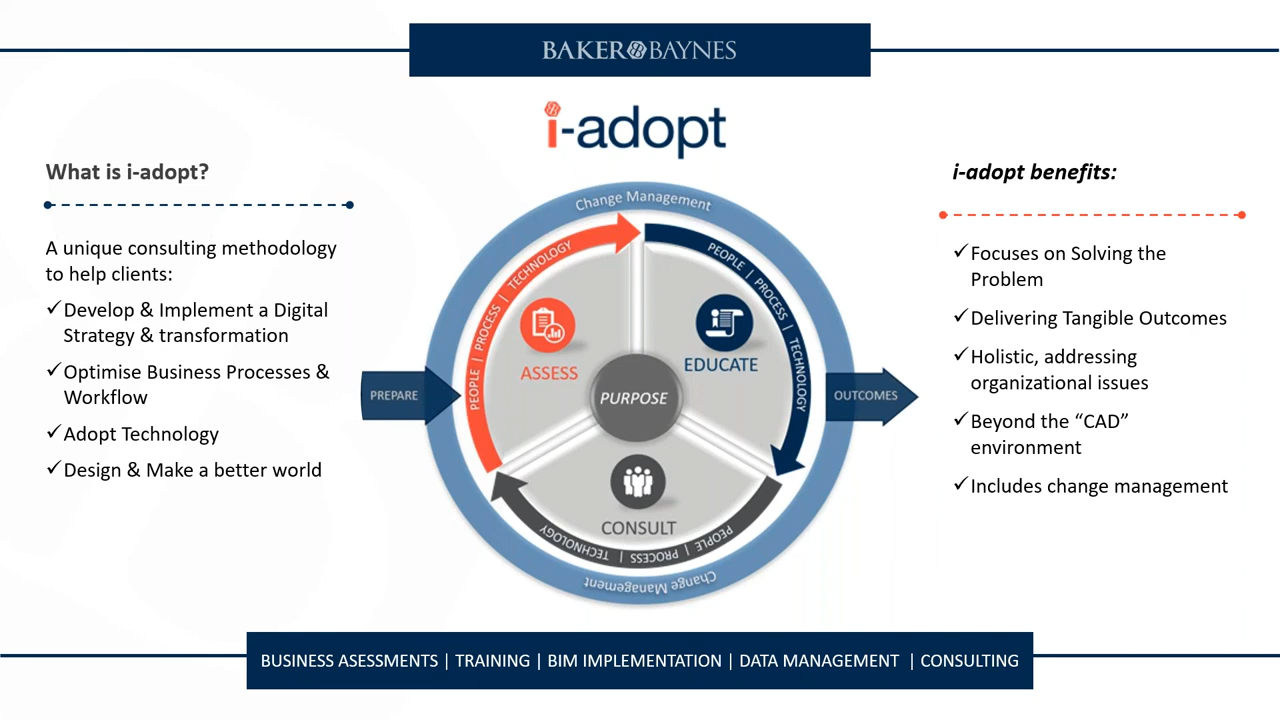 BAKER BAYNES
i-adopt
What is i-adopt?
A unique consulting methodology
to help clients:
✓Develop & Implement a Digital
Strategy & transformation
✓Optimise Business Processes &
Workflow
✓Adopt Technology
✓Design & Make a better world
Change Management
PEOPLE | PROCESS | TECHNOLOGY
PEOPLE | PROCESS | TECHNOLOGY
ASSESS
EDUCATE
PREPARE
PURPOSE
OUTCOMES
CONSULT
PEOPLE | PROCESS | TECHNOLOGY
Change Management
i-adopt benefits:
✓Focuses on Solving the
Problem
✓Delivering Tangible Outcomes
✓Holistic, addressing
organizational issues
✓Beyond the “CAD”
environment
✓Includes change management
BUSINESS ASESSMENTS | TRAINING | BIM IMPLEMENTATION | DATA MANAGEMENT | CONSULTING